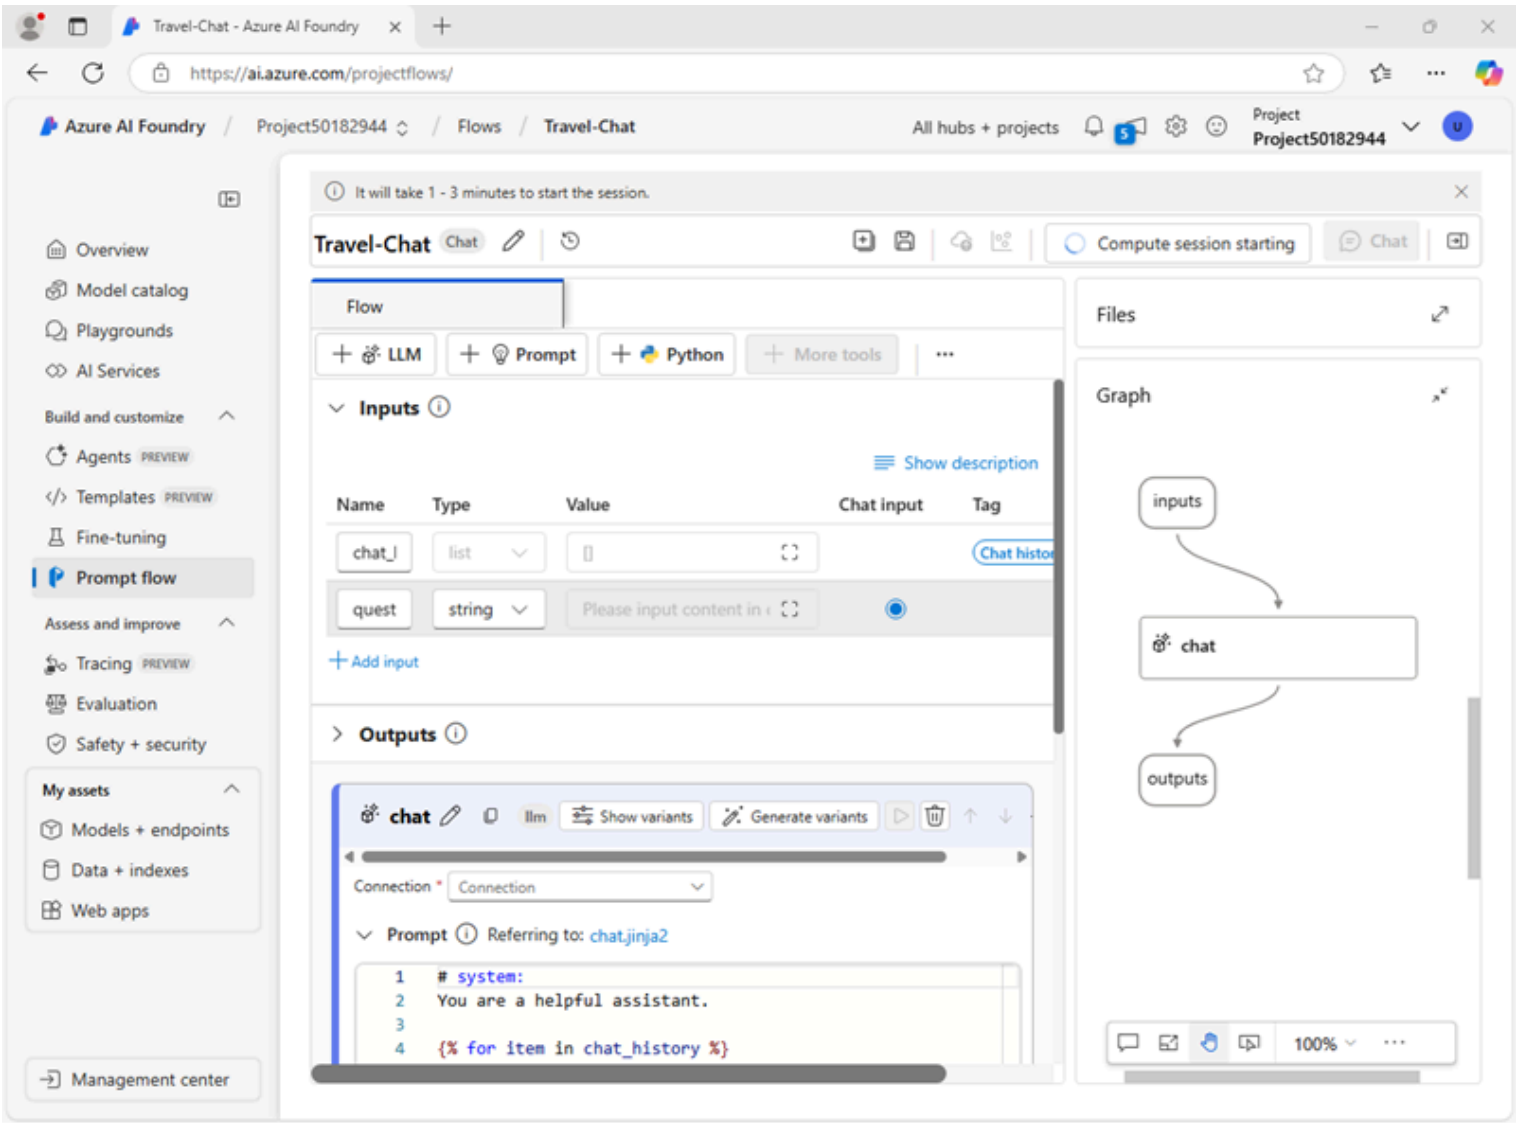 Travel-Chat - Azure AI Foundry
https://ai.azure.com/projectflows/
Azure AI Foundry / Project50182944 / Flows / Travel-Chat
All hubs + projects
5
Project
Project50182944
U
Overview
Model catalog
Playgrounds
AI Services
Build and customize
Agents PREVIEW
Templates PREVIEW
Fine-tuning
Prompt flow
Assess and improve
Tracing PREVIEW
Evaluation
Safety + security
My assets
Models + endpoints
Data + indexes
Web apps
Management center
It will take 1 - 3 minutes to start the session.
Travel-Chat Chat
Compute session starting
Chat
Flow
+ LLM + Prompt + Python + More tools ...
Inputs
Show description
Name Type Value Chat input Tag
chat_l list [] Chat histor
quest string Please input content in c
+ Add input
Outputs
chat llm Show variants Generate variants
Connection * Connection
Prompt Referring to: chat.jinja2
1 # system:
2 You are a helpful assistant.
3
4 {% for item in chat_history %}
Files
Graph
inputs
chat
outputs
100% ...